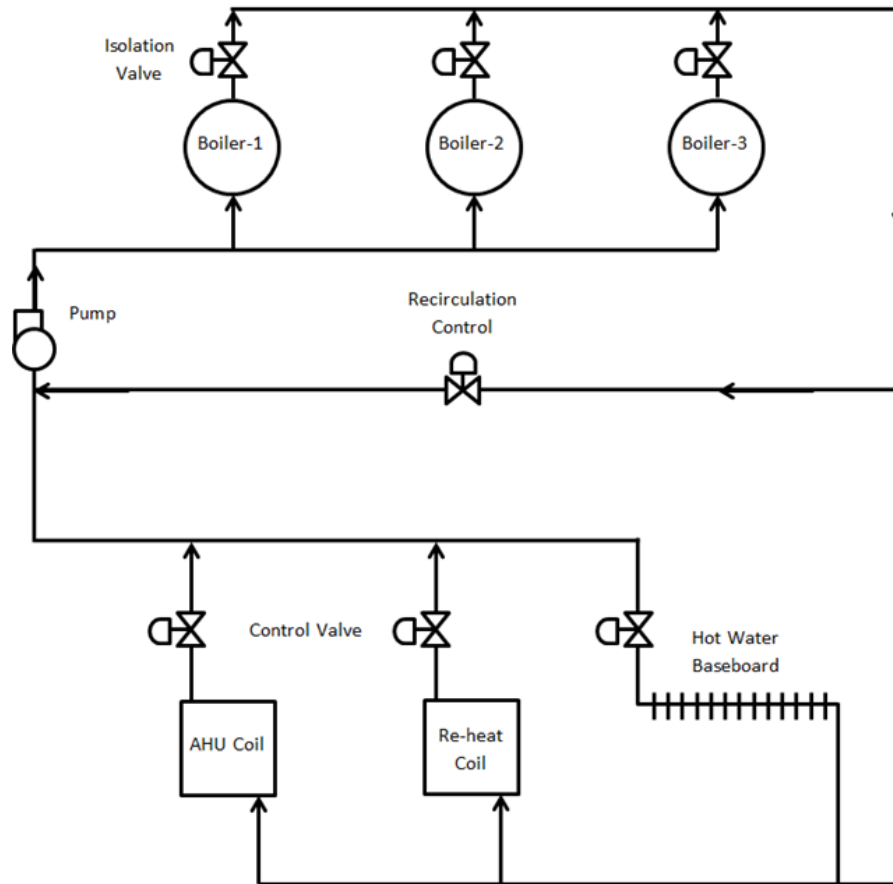 Isolation
Valve
Boiler-1
Boiler-2
Boiler-3
Pump
Recirculation
Control
Control Valve
Hot Water
Baseboard
AHU Coil
Re-heat
Coil